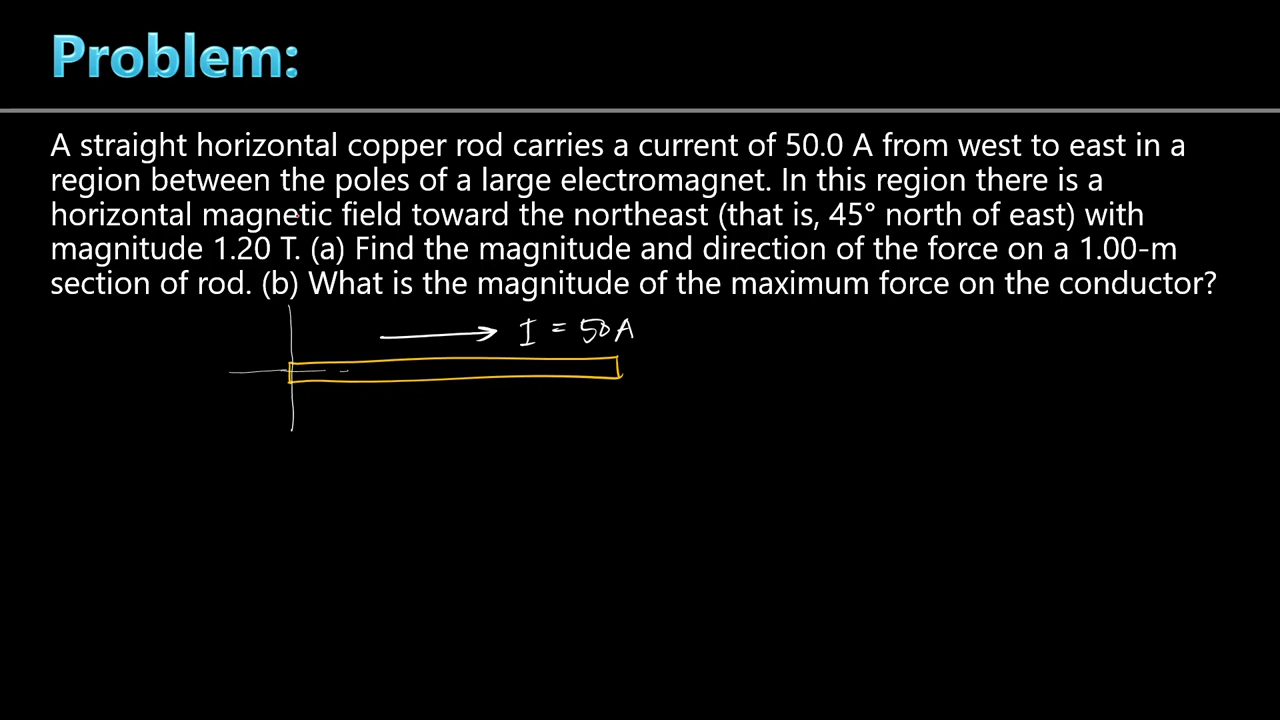 Problem:
A straight horizontal copper rod carries a current of 50.0 A from west to east in a
region between the poles of a large electromagnet. In this region there is a
horizontal magnetic field toward the northeast (that is, 45° north of east) with
magnitude 1.20 T. (a) Find the magnitude and direction of the force on a 1.00-m
section of rod. (b) What is the magnitude of the maximum force on the conductor?
I = 50A